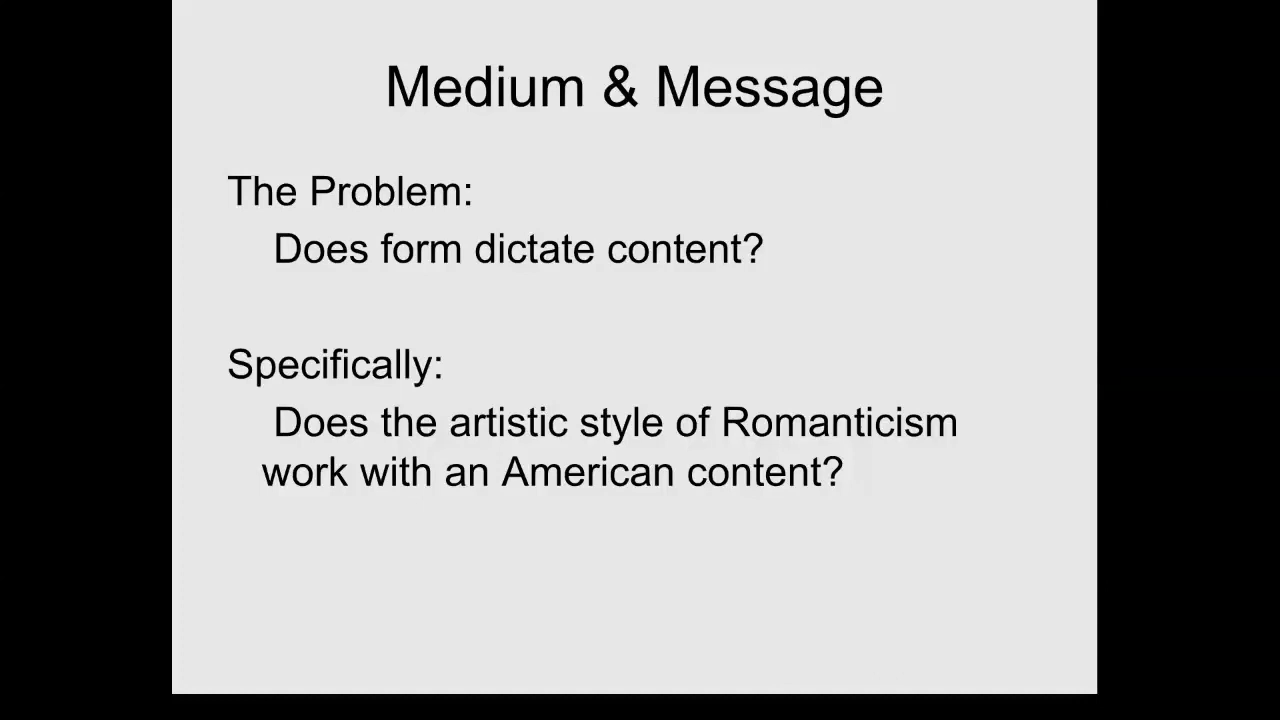 Medium & Message
The Problem:
Does form dictate content?
Specifically:
Does the artistic style of Romanticism
work with an American content?